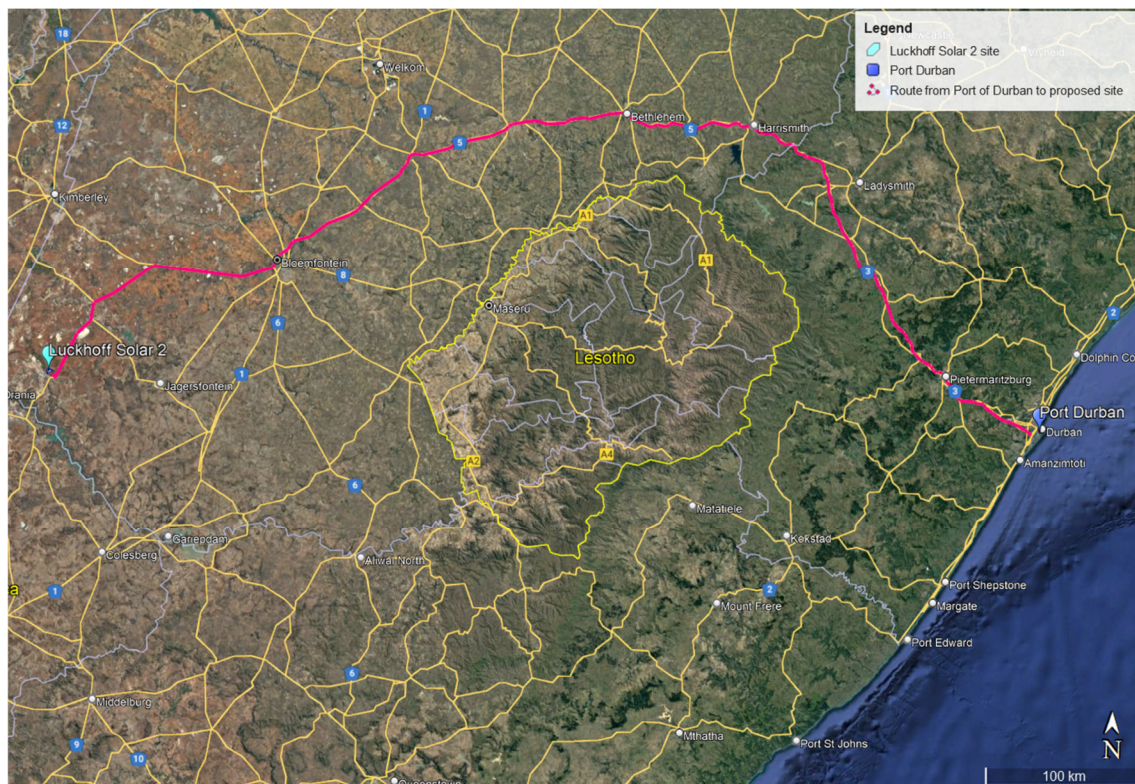 Legend
Luckhoff Solar 2 site
Port Durban
Route from Port of Durban to proposed site
18
Welkom
1
12
5
Bethlehem
5
Harrismith
Kimberley
Ladysmith
A1
Bloemfontein
8
A1
3
Maseru
2
6
Luckhoff Solar 2
Lesotho
Dolphin Co
1
Jagersfontein
Pietermaritzburg
3
Port Durban
Durban
A4
A2
Amanzimtoti
6
Matatiele
Gariepdam
Kokstad
Colesberg
Aliwal North
1
a
2
Port Shepstone
Mount Frere
Margate
Port Edward
6
Middelburg
Mthatha
Port St Johns
9
10
N
100 km